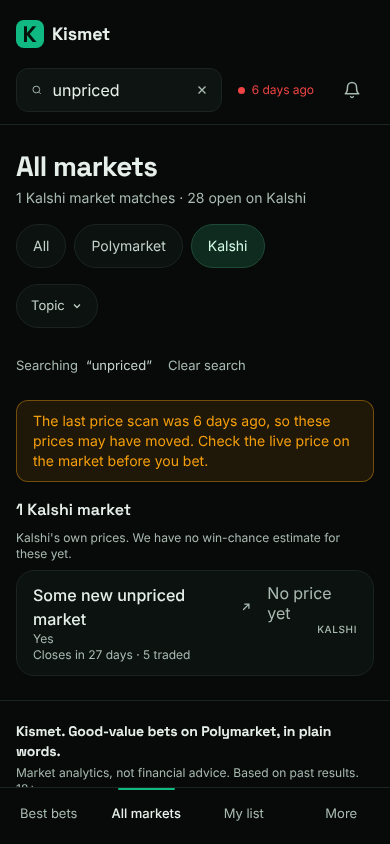 Kismet
unpriced
6 days ago
All markets
1 Kalshi market matches · 28 open on Kalshi
All
Polymarket
Kalshi
Topic
Searching “unpriced” Clear search
The last price scan was 6 days ago, so these
prices may have moved. Check the live price on
the market before you bet.
1 Kalshi market
Kalshi's own prices. We have no win-chance estimate for
these yet.
Some new unpriced
market
No price
yet
Yes
KALSHI
Closes in 27 days · 5 traded
Kismet. Good-value bets on Polymarket, in plain
words.
Market analytics, not financial advice. Based on past results.
Best bets
All markets
My list
More